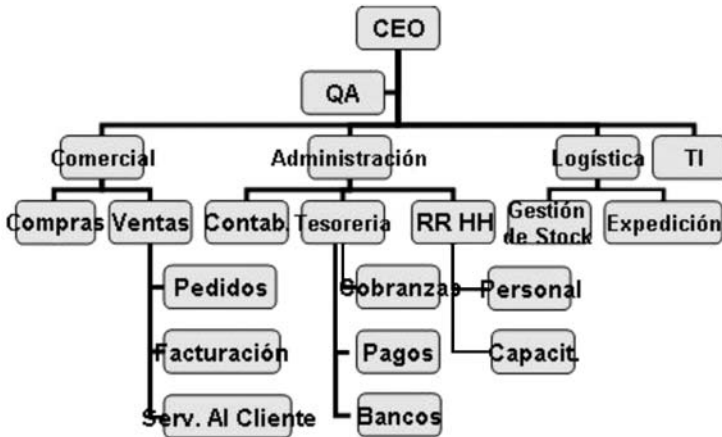 CEO
QA
Comercial
Administración
Logística
TI
Compras
Ventas
Contab.
Tesoreria
RR HH
Gestión
de Stock
Expedición
Pedidos
Cobranzas
Personal
Facturación
Pagos
Capacit.
Serv. Al Cliente
Bancos